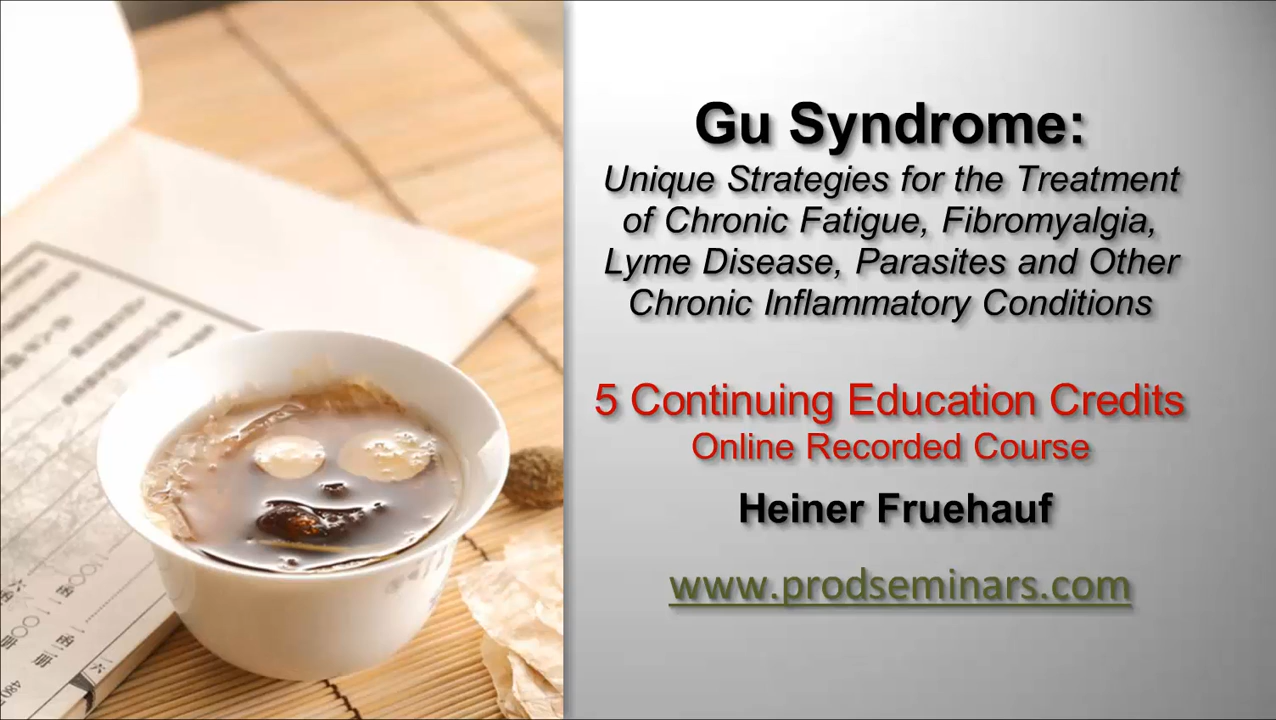 Gu Syndrome:
Unique Strategies for the Treatment
of Chronic Fatigue, Fibromyalgia,
Lyme Disease, Parasites and Other
Chronic Inflammatory Conditions
5 Continuing Education Credits
Online Recorded Course
Heiner Fruehauf
www.prodseminars.com